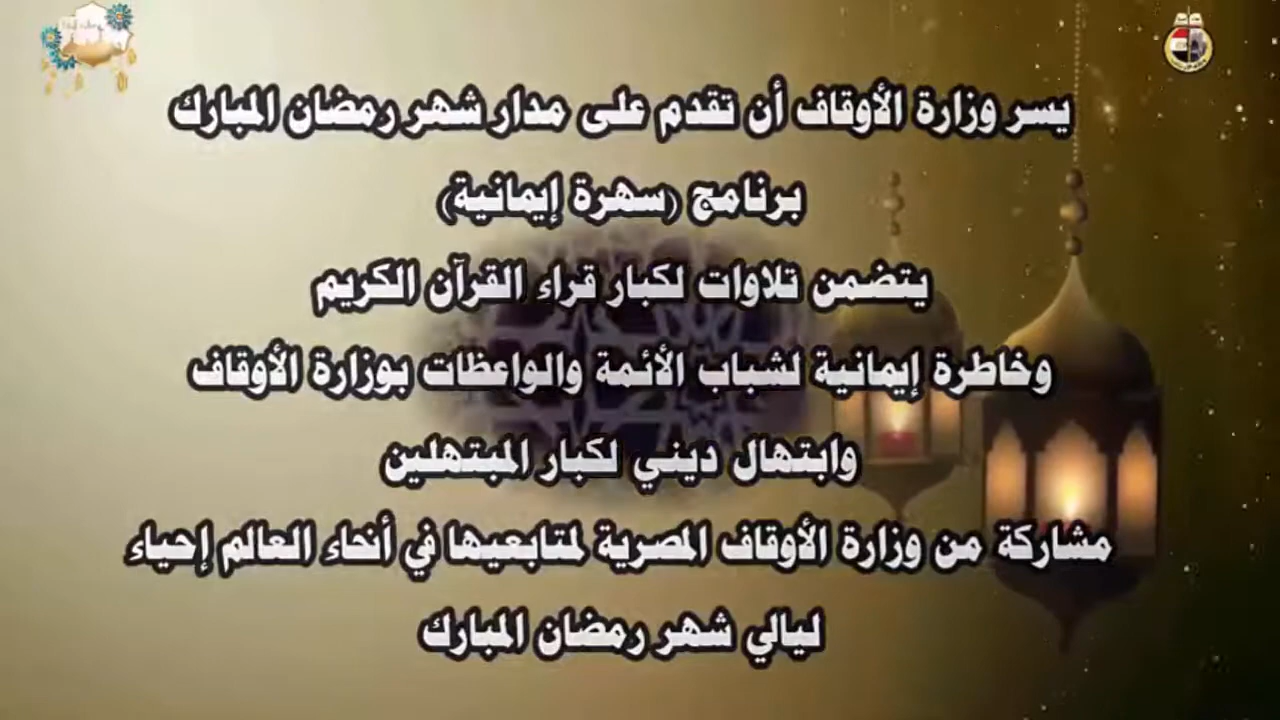 يسر وزارة الأوقاف أن تقدم على مدار شهر رمضان المبارك
برنامج (سهرة إيمانية)
يتضمن تلاوات لكبار قراء القرآن الكريم
وخاطرة إيمانية لشباب الأئمة والواعظات بوزارة الأوقاف
وابتهال ديني لكبار المبتهلين
مشاركة من وزارة الأوقاف المصرية لمتابعيها في أنحاء العالم إحياء
ليالي شهر رمضان المبارك